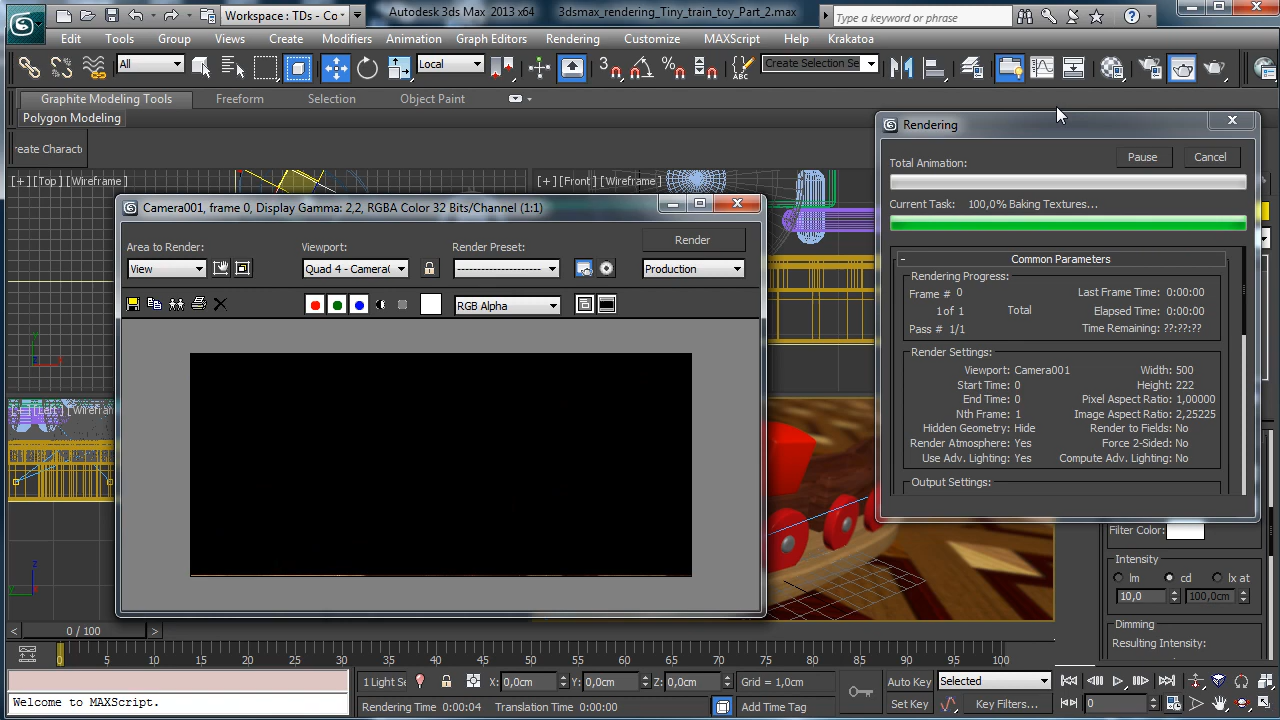 Workspace : TDs - Co
Autodesk 3ds Max 2013 x64
3dsmax_rendering_Tiny_train_toy_Part_2.max
Type a keyword or phrase
Edit Tools Group Views Create Modifiers Animation Graph Editors Rendering Customize MAXScript Help Krakatoa
All
Local
3
Create Selection Se
Graphite Modeling Tools Freeform Selection Object Paint
Polygon Modeling
eate Charact
[+] [Top] [Wireframe]
[+] [Front] [Wireframe]
[+] [Left] [Wirefram
Camera001, frame 0, Display Gamma: 2,2, RGBA Color 32 Bits/Channel (1:1)
Area to Render:
View
Viewport:
Quad 4 - Camera
Render Preset:
Render
Production
RGB Alpha
Rendering
Pause
Cancel
Total Animation:
Current Task: 100,0% Baking Textures...
Common Parameters
Rendering Progress:
Frame # 0
1 of 1 Total
Pass # 1/1
Last Frame Time: 0:00:00
Elapsed Time: 0:00:00
Time Remaining: ??:??:??
Render Settings:
Viewport: Camera001
Start Time: 0
End Time: 0
Nth Frame: 1
Hidden Geometry: Hide
Render Atmosphere: Yes
Use Adv. Lighting: Yes
Width: 500
Height: 222
Pixel Aspect Ratio: 1,00000
Image Aspect Ratio: 2,25225
Render to Fields: No
Force 2-Sided: No
Compute Adv. Lighting: No
Output Settings:
Filter Color:
Intensity
lm cd lx at
10,0 100,0cm
Dimming
Resulting Intensity:
0 / 100
0 5 10 15 20 25 30 35 40 45 50 55 60 65 70 75 80 85 90 95 100
Welcome to MAXScript.
1 Light Se
X: 0,0cm Y: 0,0cm Z: 0,0cm
Grid = 1,0cm
Rendering Time 0:00:04 Translation Time 0:00:00
Add Time Tag
Auto Key
Selected
Set Key
Key Filters...
0